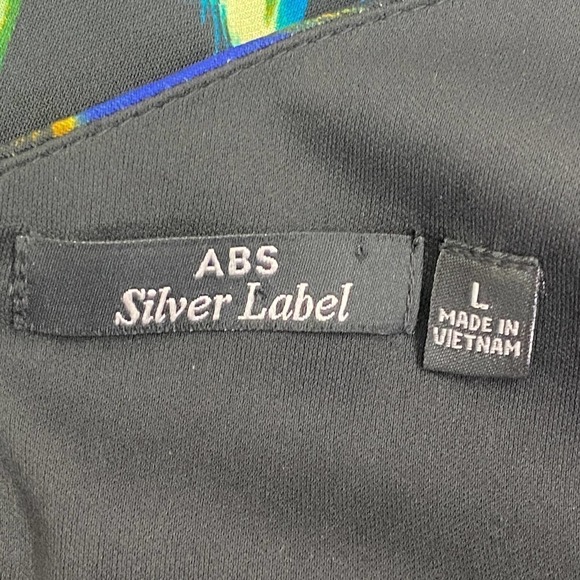 ABS
Silver Label
L
MADE IN
VIETNAM